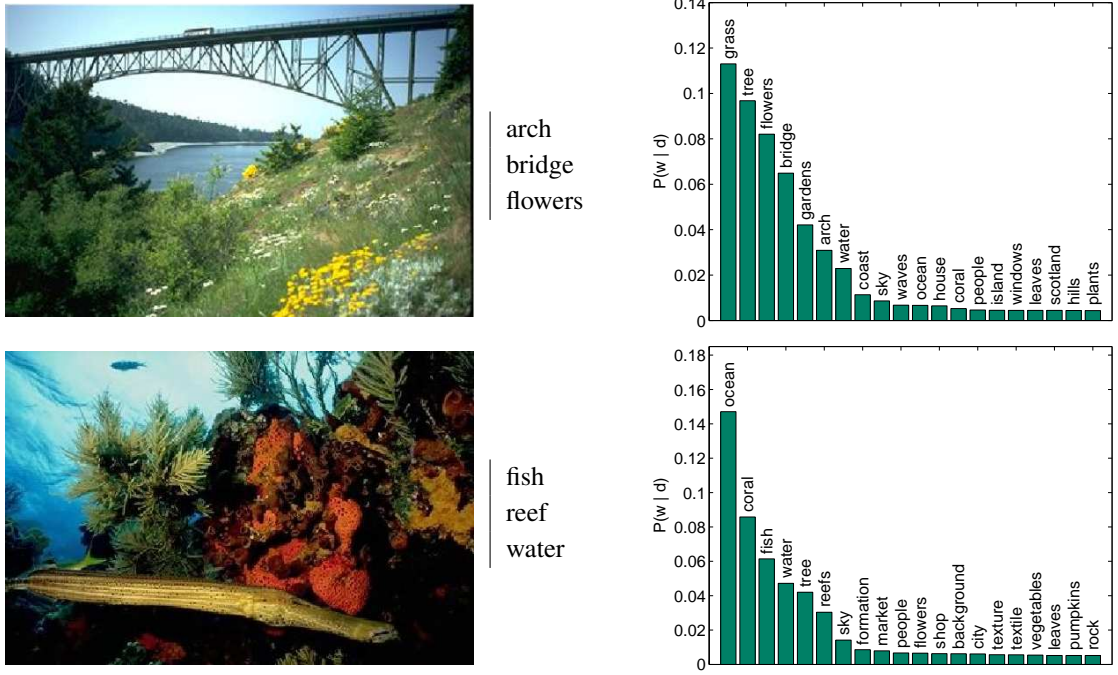 arch
bridge
flowers
0.14
0.12
0.1
0.08
0.06
0.04
0.02
0
P(w | d)
grass
tree
flowers
bridge
gardens
arch
water
coast
sky
waves
ocean
house
coral
people
island
windows
leaves
scotland
hills
plants
fish
reef
water
0.18
0.16
0.14
0.12
0.1
0.08
0.06
0.04
0.02
0
P(w | d)
ocean
coral
fish
water
tree
reefs
sky
formation
market
people
flowers
shop
background
city
texture
textile
vegetables
leaves
pumpkins
rock